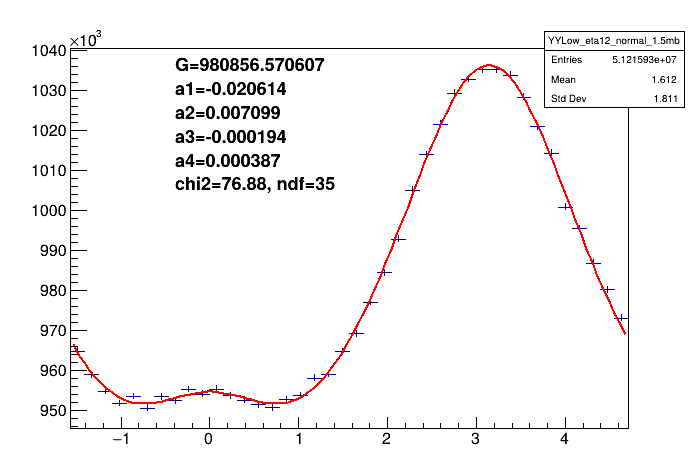 YYLow_eta12_normal_1.5mb
Entries 5.121593e+07
Mean 1.612
Std Dev 1.811
×10³
G=980856.570607
a1=-0.020614
a2=0.007099
a3=-0.000194
a4=0.000387
chi2=76.88, ndf=35
1040
1030
1020
1010
1000
990
980
970
960
950
−1 0 1 2 3 4